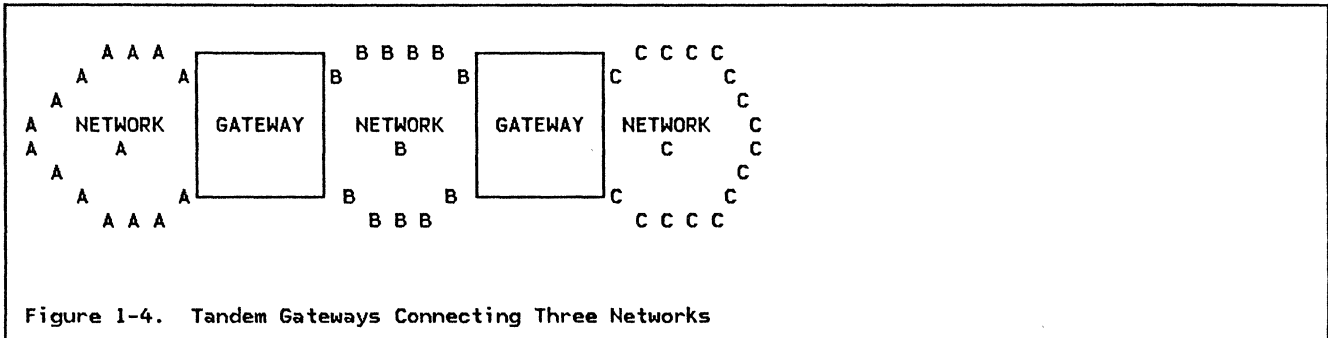 A A A B B B B C C C C
A A B B C C
A C
A NETWORK GATEWAY NETWORK GATEWAY NETWORK C
A A B C C
A C
A A B B C C
A A A B B B C C C C
Figure 1-4. Tandem Gateways Connecting Three Networks